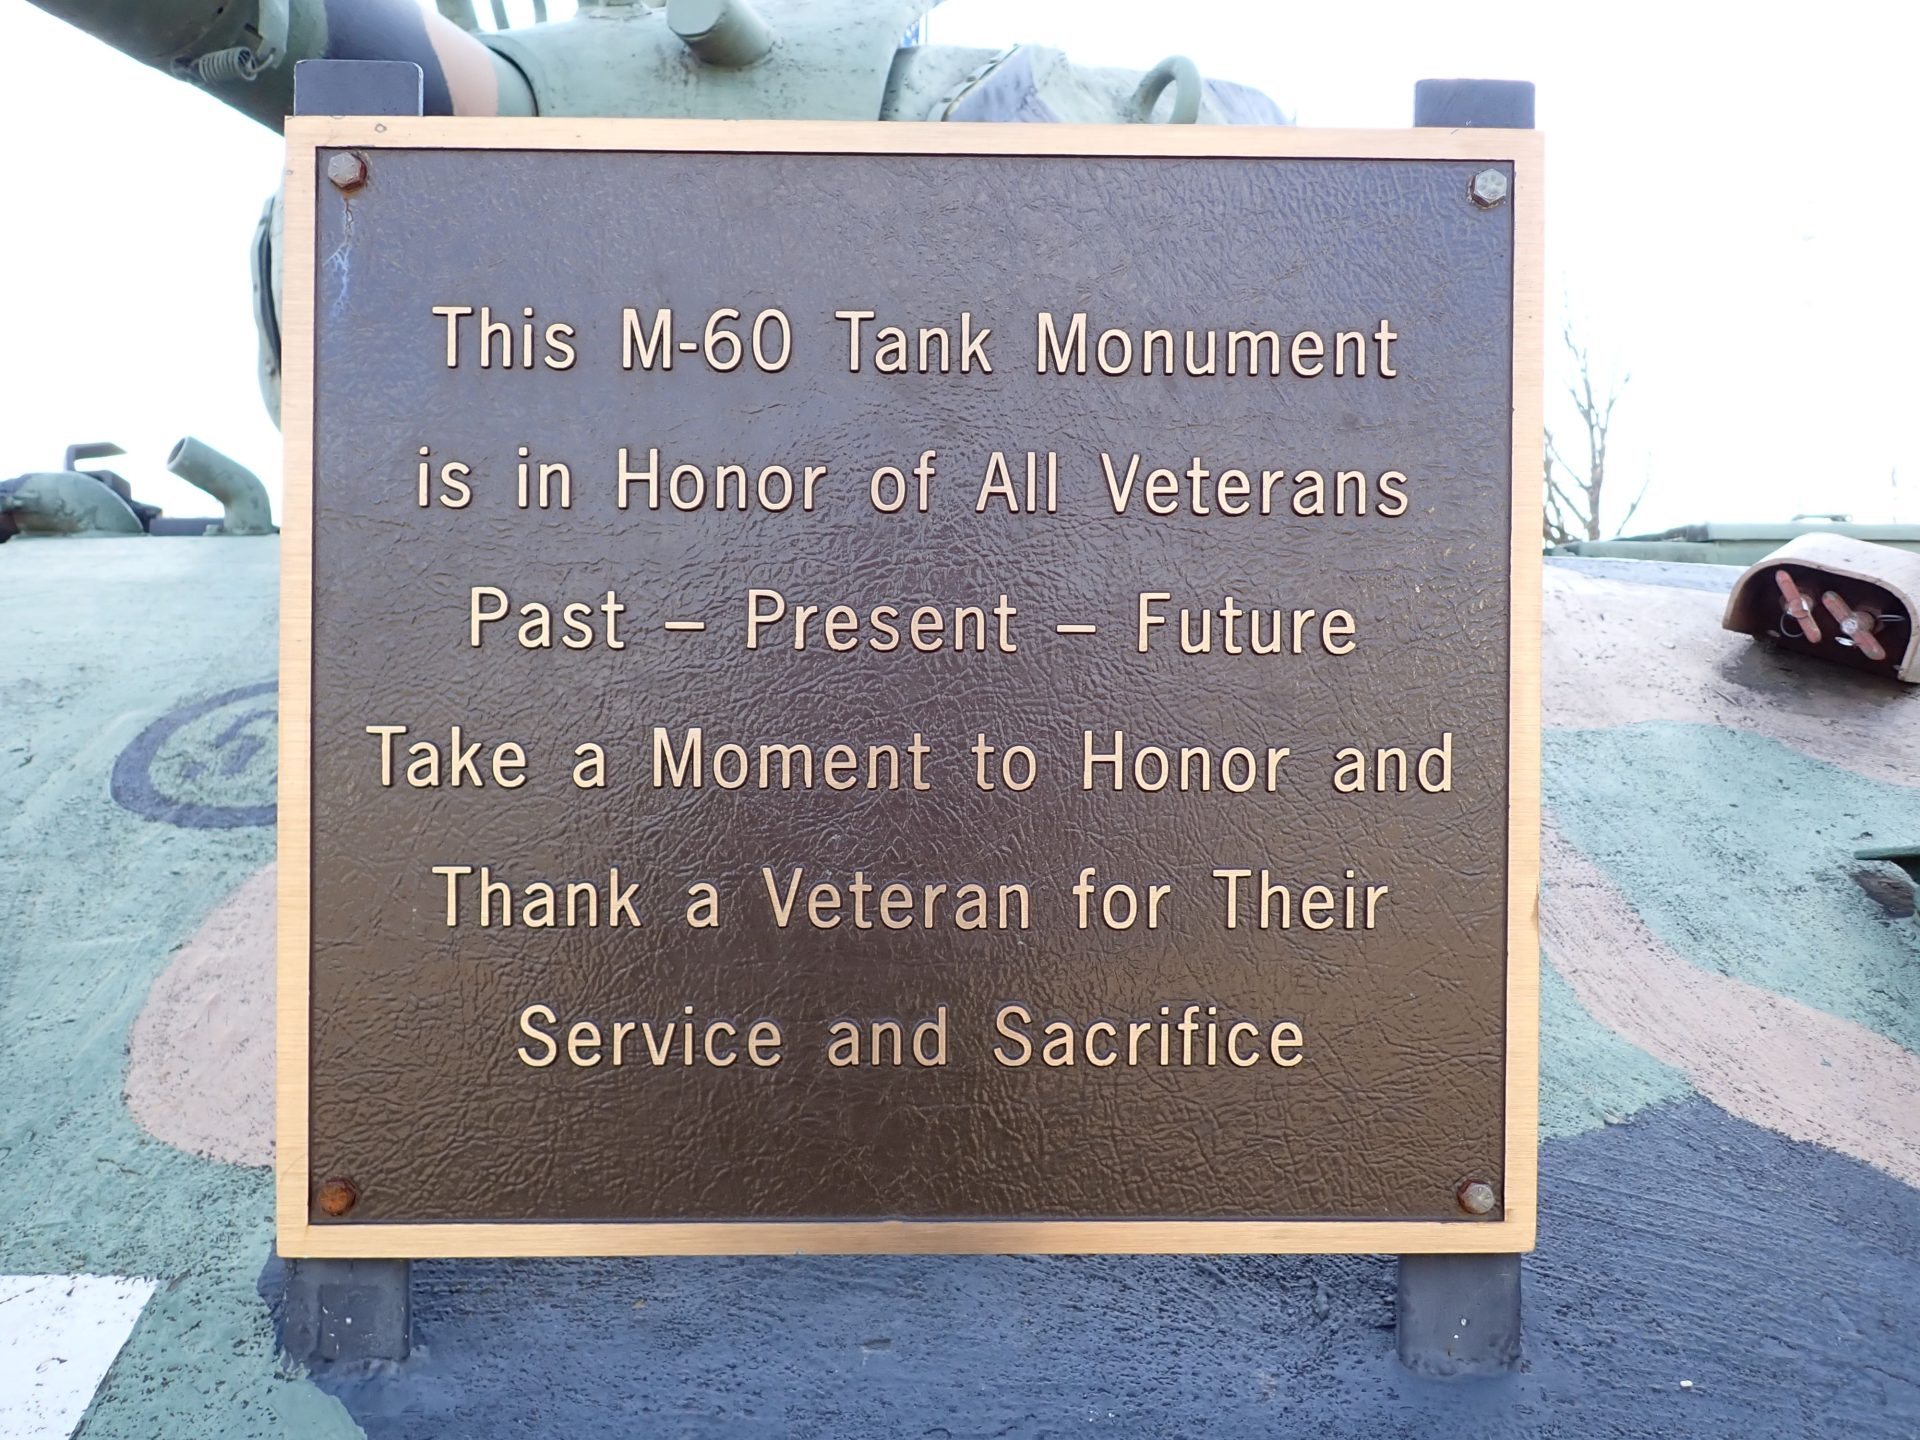 This M-60 Tank Monument
is in Honor of All Veterans
Past – Present – Future
Take a Moment to Honor and
Thank a Veteran for Their
Service and Sacrifice